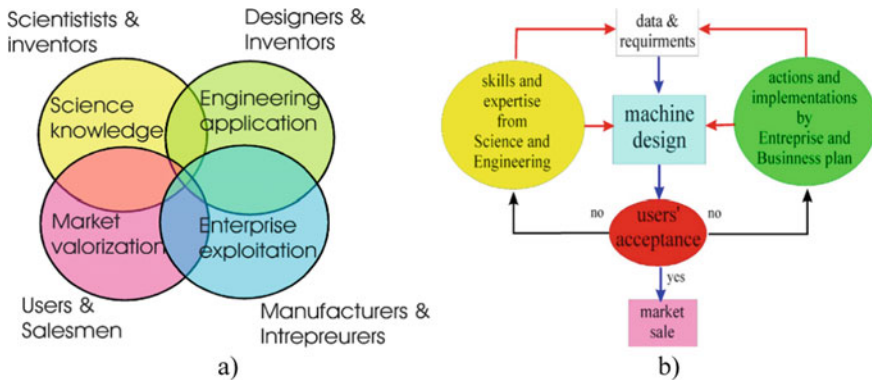 Scientistists &
inventors
Designers &
Inventors
Science
knowledge
Engineering
application
Market
valorization
Enterprise
exploitation
Users &
Salesmen
Manufacturers &
Intrepreurers
a)
data &
requirments
skills and
expertise
from
Science and
Engineering
machine
design
actions and
implementations
by
Entreprise and
Businness plan
no
users'
acceptance
no
yes
market
sale
b)